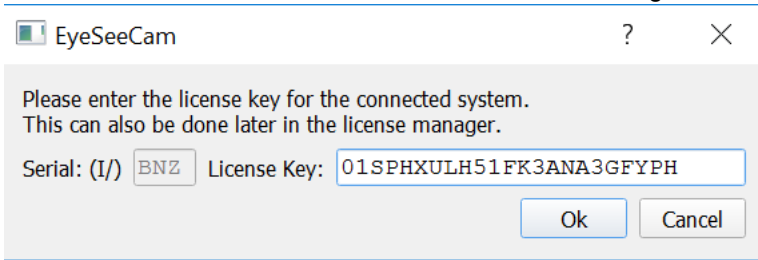 EyeSeeCam ?
Please enter the license key for the connected system.
This can also be done later in the license manager.
Serial: (I/) BNZ License Key: 01SPHXULH51FK3ANA3GFYPH
Ok Cancel